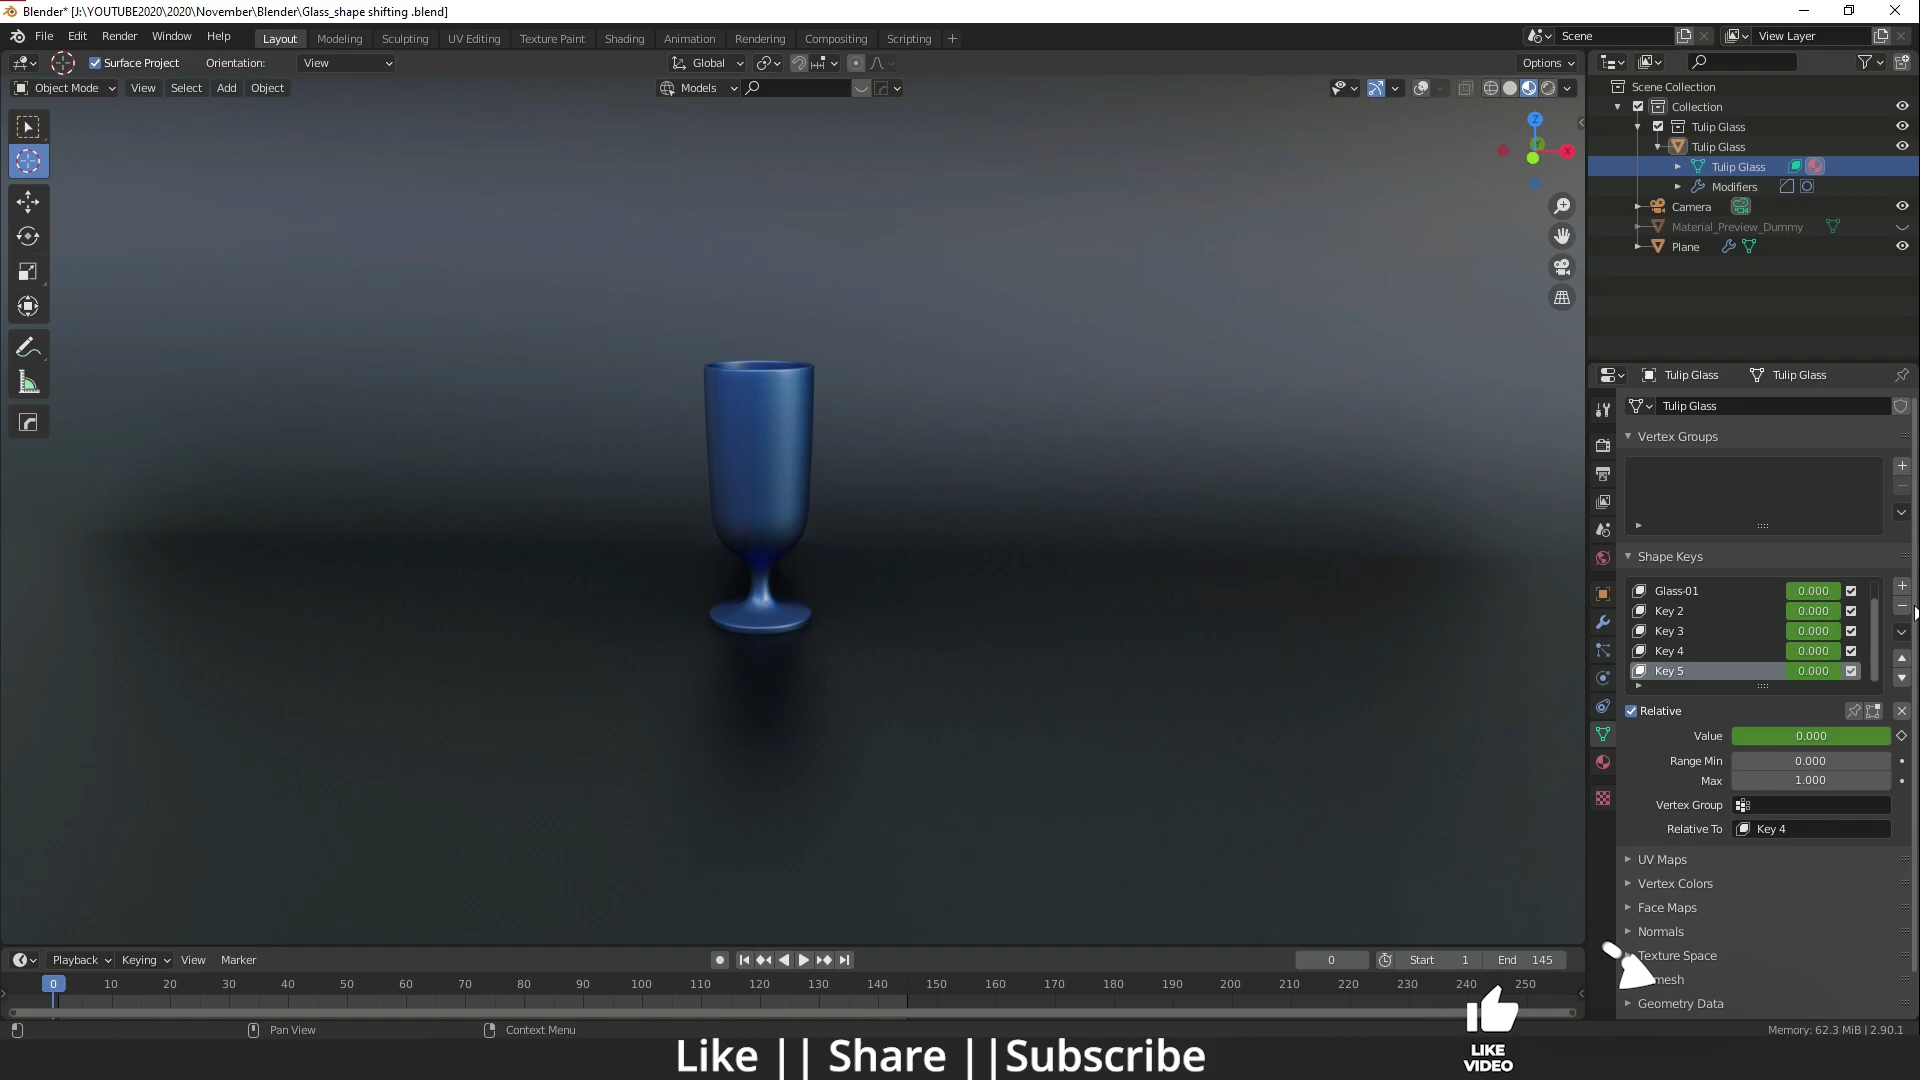 Blender* [J:\YOUTUBE2020\2020\November\Blender\Glass_shape shifting .blend]
File Edit Render Window Help Layout Modeling Sculpting UV Editing Texture Paint Shading Animation Rendering Compositing Scripting Scene View Layer
Surface Project Orientation: View Global Options
Object Mode View Select Add Object Models
Z
X
Scene Collection
Collection
Tulip Glass
Tulip Glass
Tulip Glass
Modifiers
Camera
Material_Preview_Dummy
Plane
Tulip Glass Tulip Glass
Tulip Glass
Vertex Groups
Shape Keys
Glass-01 0.000
Key 2 0.000
Key 3 0.000
Key 4 0.000
Key 5 0.000
Relative
Value 0.000
Range Min 0.000
Max 1.000
Vertex Group
Relative To Key 4
UV Maps
Vertex Colors
Face Maps
Normals
Texture Space
mesh
Geometry Data
Playback Keying View Marker 0 Start 1 End 145
0 10 20 30 40 50 60 70 80 90 100 110 120 130 140 150 160 170 180 190 200 210 220 230 240 250
Pan View Context Menu Memory: 62.3 MiB | 2.90.1
Like || Share ||Subscribe
LIKE
VIDEO